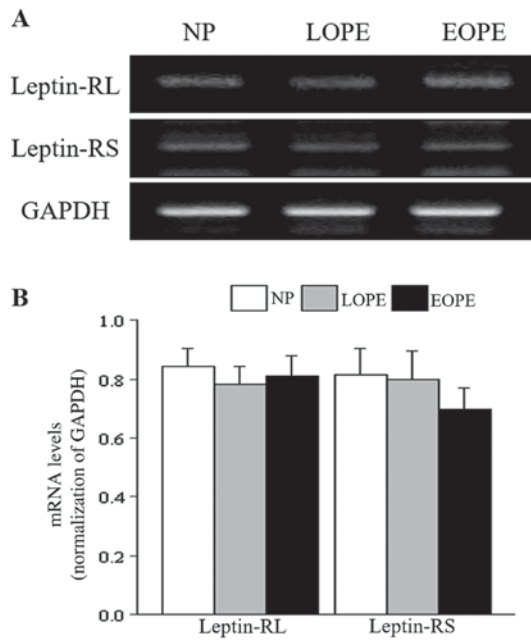 A
NP LOPE EOPE
Leptin-RL
Leptin-RS
GAPDH
B
NP LOPE EOPE
mRNA levels
(normalization of GAPDH)
1.0
0.8
0.6
0.4
0.2
0.0
Leptin-RL Leptin-RS